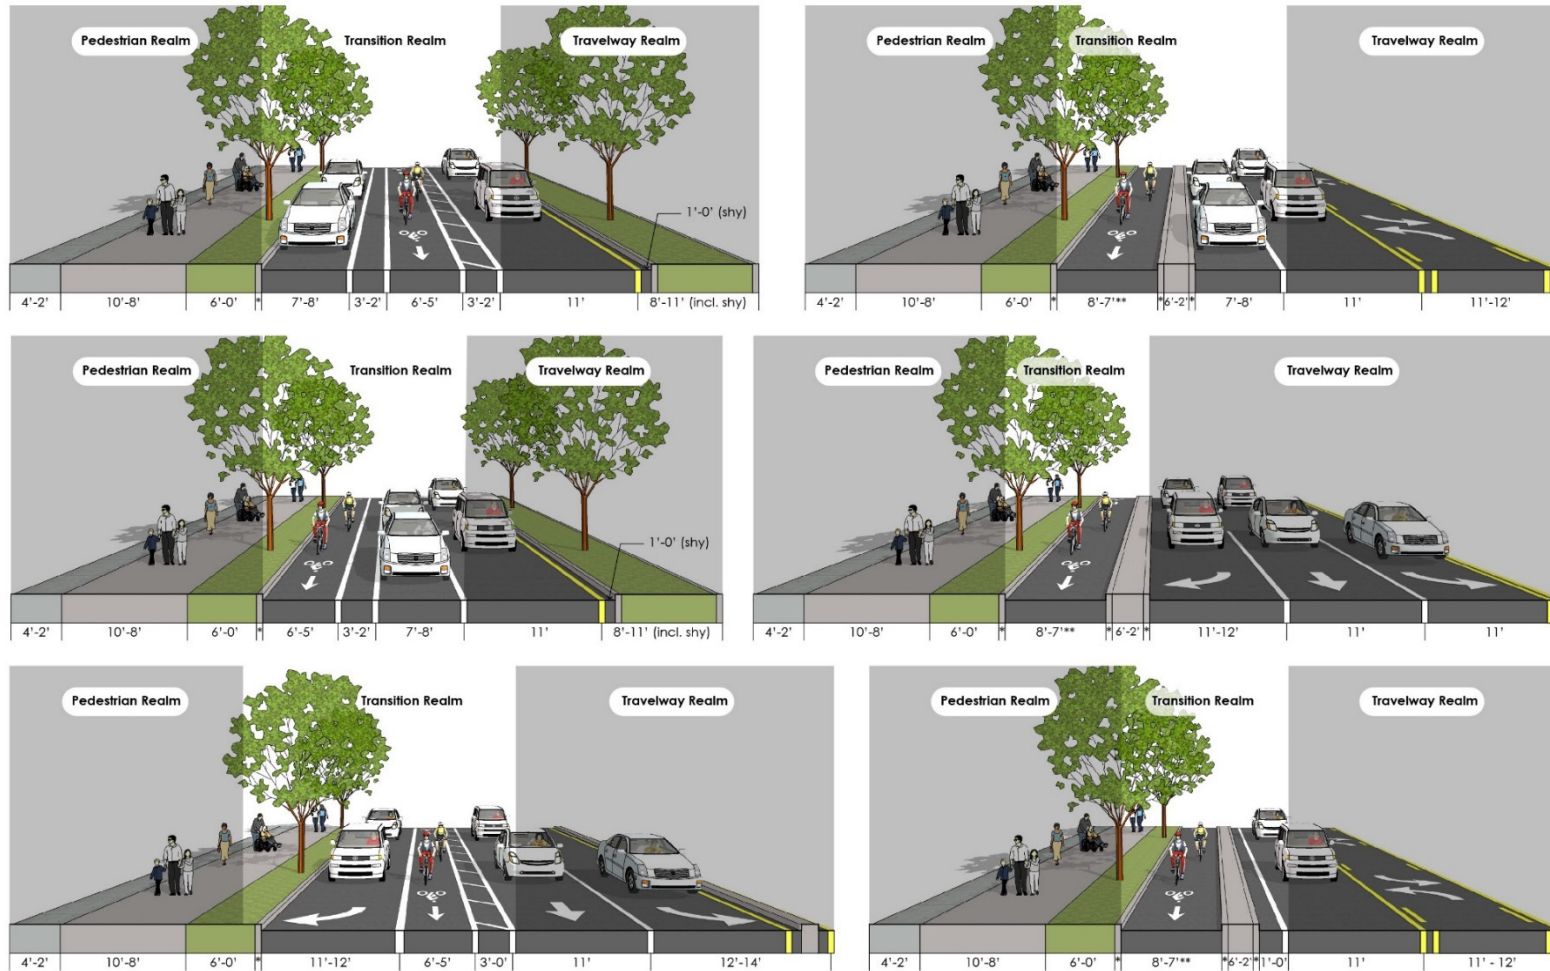 Pedestrian Realm Transition Realm Travelway Realm
1'-0' (shy)
4'-2' 10'-8' 6'-0' * 7'-8' 3'-2' 6'-5' 3'-2' 11' 8'-11' (incl. shy)
Pedestrian Realm Transition Realm Travelway Realm
4'-2' 10'-8' 6'-0' * 8'-7'** * 6'-2' * 7'-8' 11' 11'-12'
Pedestrian Realm Transition Realm Travelway Realm
1'-0' (shy)
4'-2' 10'-8' 6'-0' * 6'-5' 3'-2' 7'-8' 11' 8'-11' (incl. shy)
Pedestrian Realm Transition Realm Travelway Realm
4'-2' 10'-8' 6'-0' * 8'-7'** * 6'-2' * 11'-12' 11' 11'
Pedestrian Realm Transition Realm Travelway Realm
4'-2' 10'-8' 6'-0' * 11'-12' 6'-5' 3'-0' 11' 12'-14'
Pedestrian Realm Transition Realm Travelway Realm
4'-2' 10'-8' 6'-0' * 8'-7'** * 6'-2' * 1'-0' 11' 11' - 12'